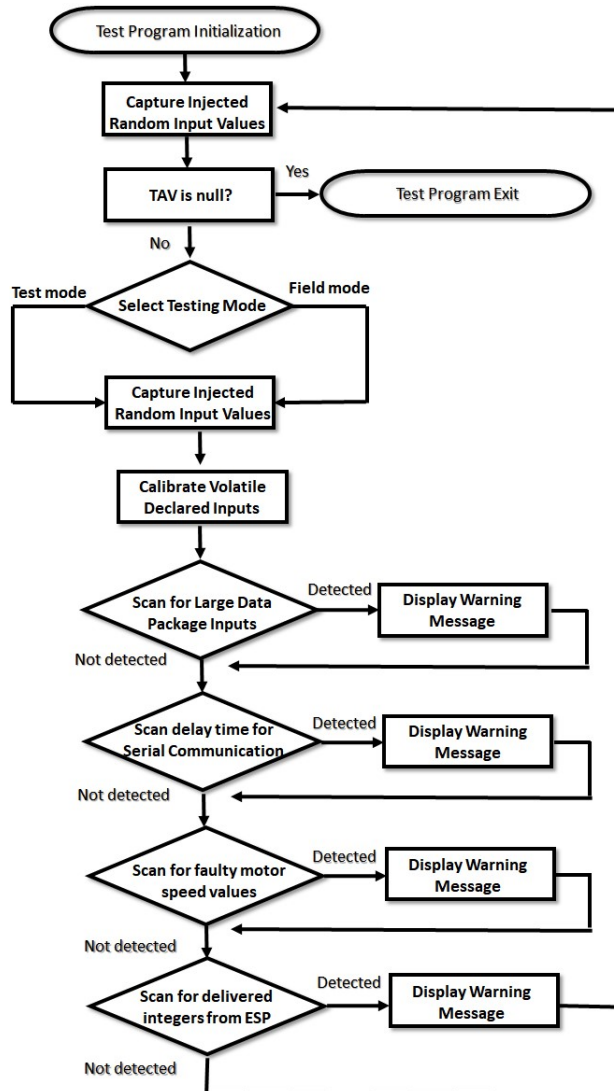 Test Program Initialization
Capture Injected
Random Input Values
Yes
TAV is null?
Test Program Exit
No
Test mode
Field mode
Select Testing Mode
Capture Injected
Random Input Values
Calibrate Volatile
Declared Inputs
Detected
Scan for Large Data
Package Inputs
Display Warning
Message
Not detected
Detected
Scan delay time for
Serial Communication
Display Warning
Message
Not detected
Detected
Scan for faulty motor
speed values
Display Warning
Message
Not detected
Detected
Scan for delivered
integers from ESP
Display Warning
Message
Not detected